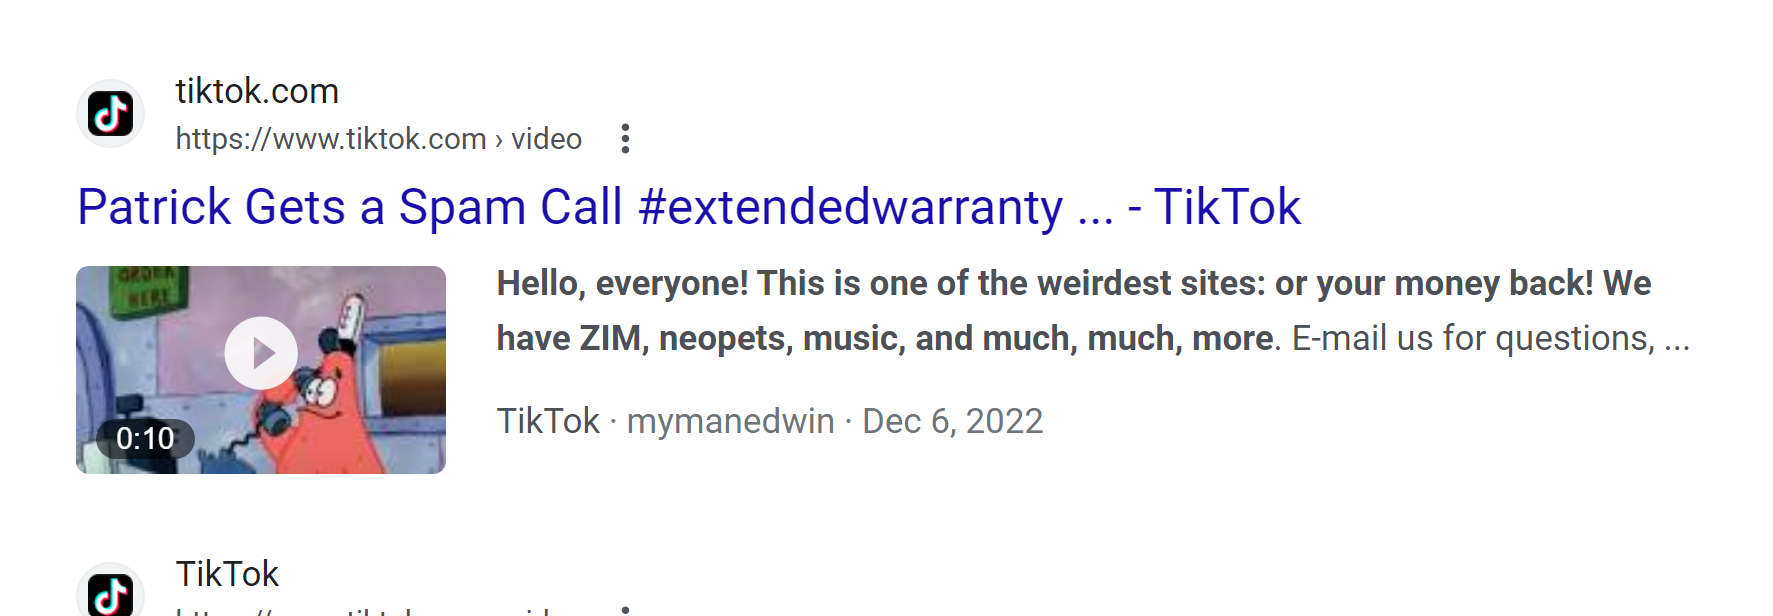 tiktok.com
https://www.tiktok.com › video
Patrick Gets a Spam Call #extendedwarranty ... - TikTok
ORDER
HERE
0:10
Hello, everyone! This is one of the weirdest sites: or your money back! We
have ZIM, neopets, music, and much, much, more. E-mail us for questions, ...
TikTok · mymanedwin · Dec 6, 2022
TikTok